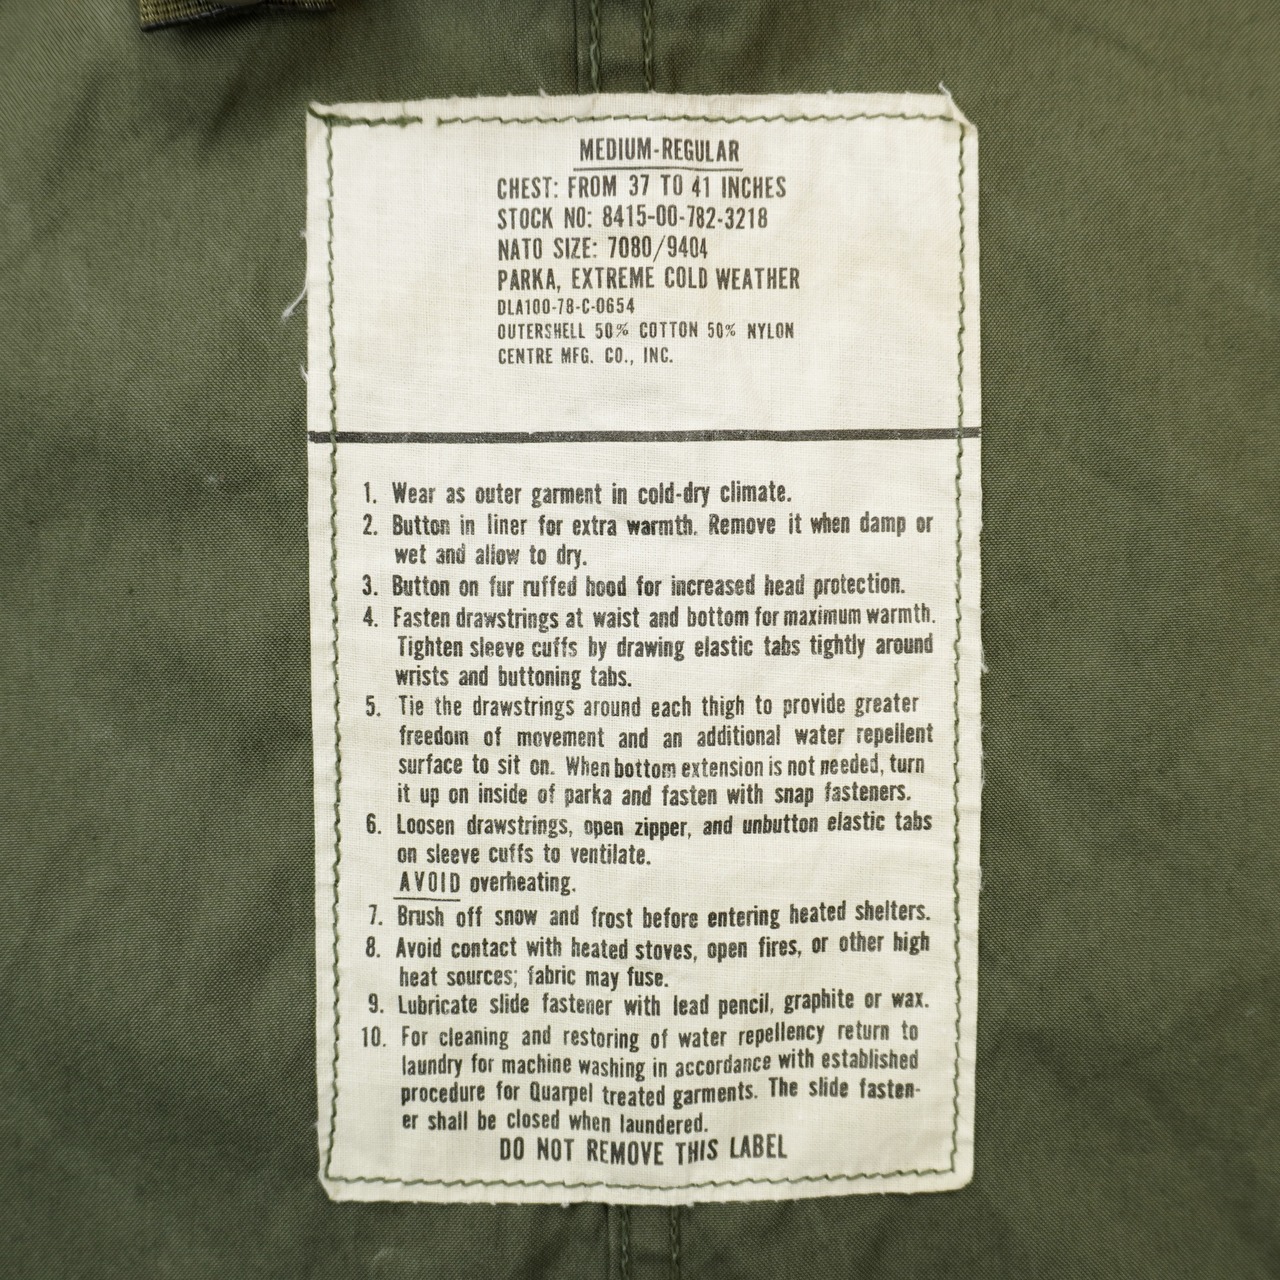 MEDIUM-REGULAR
CHEST: FROM 37 TO 41 INCHES
STOCK NO: 8415-00-782-3218
NATO SIZE: 7080/9404
PARKA, EXTREME COLD WEATHER
DLA100-78-C-0654
OUTERSHELL 50% COTTON 50% NYLON
CENTRE MFG. CO., INC.
1. Wear as outer garment in cold-dry climate.
2. Button in liner for extra warmth. Remove it when damp or
wet and allow to dry.
3. Button on fur ruffed hood for increased head protection.
4. Fasten drawstrings at waist and bottom for maximum warmth.
Tighten sleeve cuffs by drawing elastic tabs tightly around
wrists and buttoning tabs.
5. Tie the drawstrings around each thigh to provide greater
freedom of movement and an additional water repellent
surface to sit on. When bottom extension is not needed, turn
it up on inside of parka and fasten with snap fasteners.
6. Loosen drawstrings, open zipper, and unbutton elastic tabs
on sleeve cuffs to ventilate.
AVOID overheating.
7. Brush off snow and frost before entering heated shelters.
8. Avoid contact with heated stoves, open fires, or other high
heat sources; fabric may fuse.
9. Lubricate slide fastener with lead pencil, graphite or wax.
10. For cleaning and restoring of water repellency return to
laundry for machine washing in accordance with established
procedure for Quarpel treated garments. The slide fasten-
er shall be closed when laundered.
DO NOT REMOVE THIS LABEL